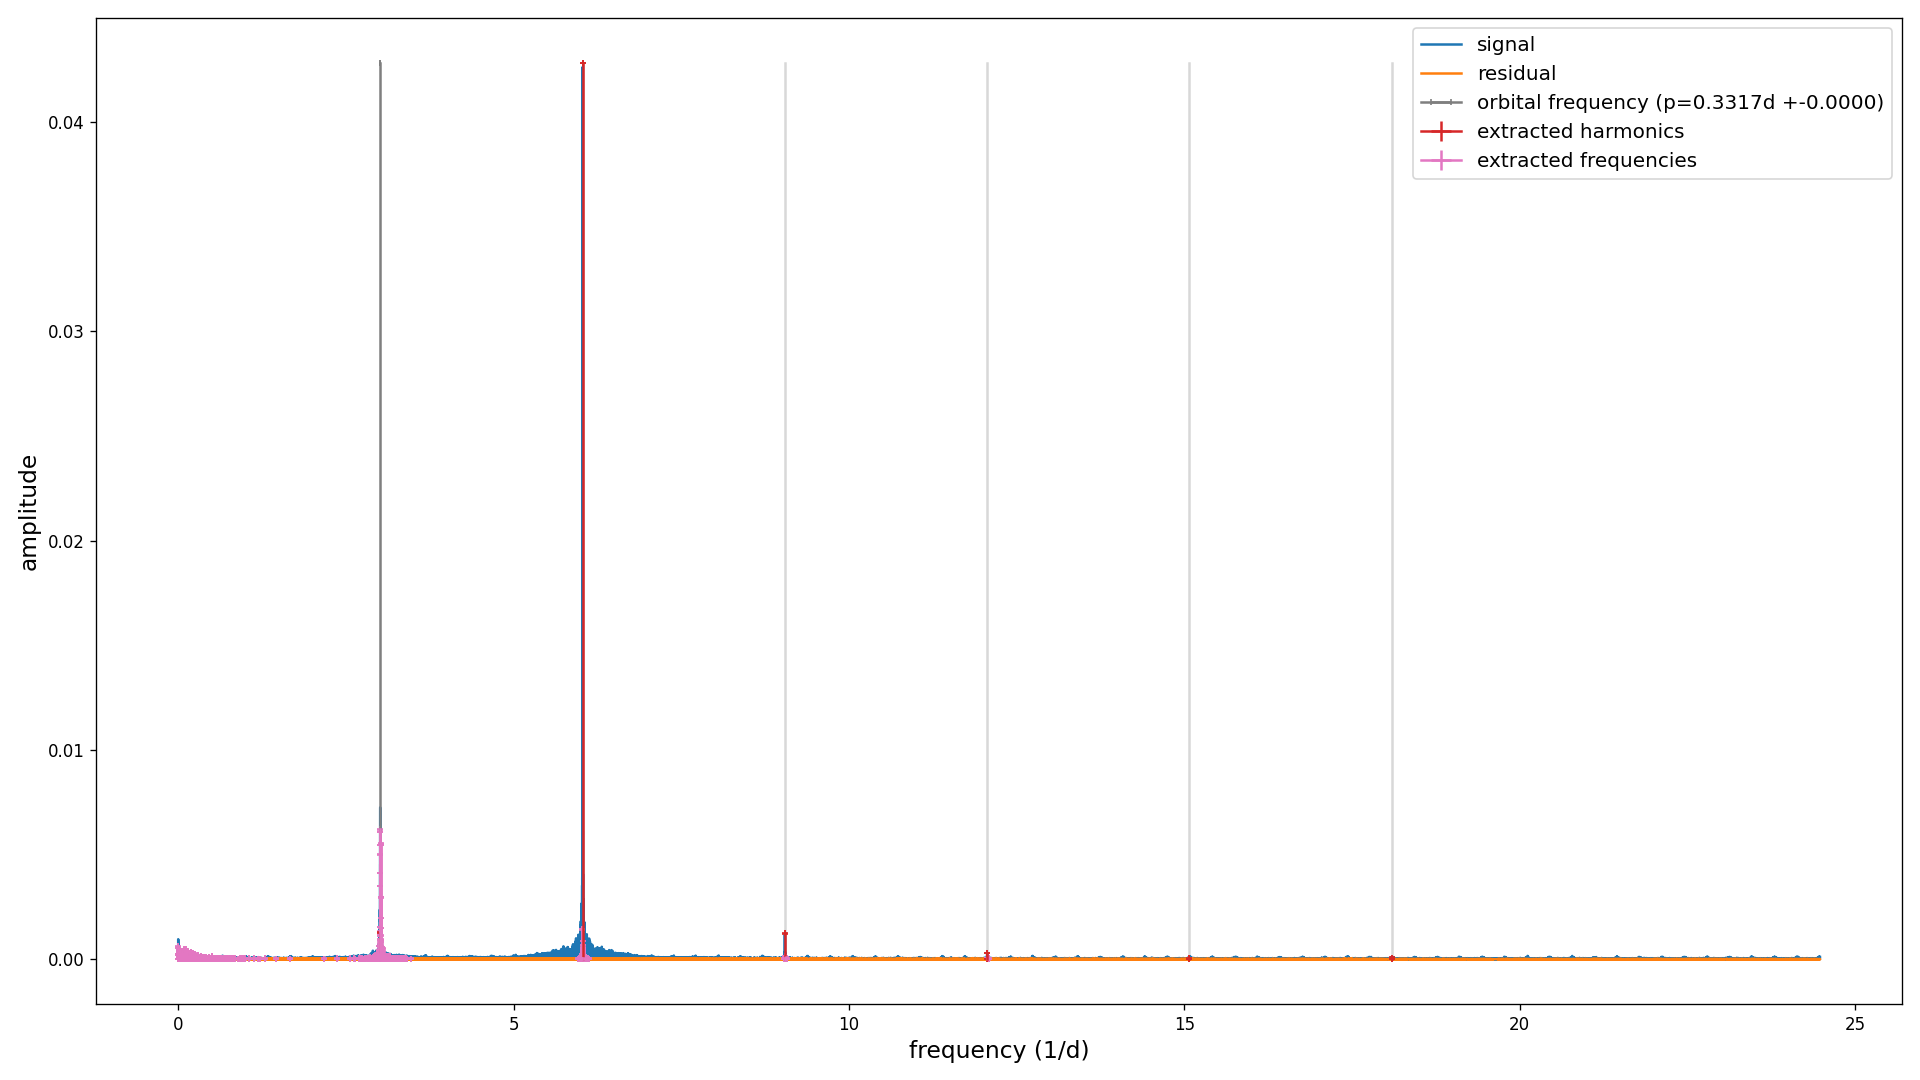 signal
residual
orbital frequency (p=0.3317d +-0.0000)
extracted harmonics
extracted frequencies
amplitude
0.04
0.03
0.02
0.01
0.00
0 5 10 15 20 25
frequency (1/d)